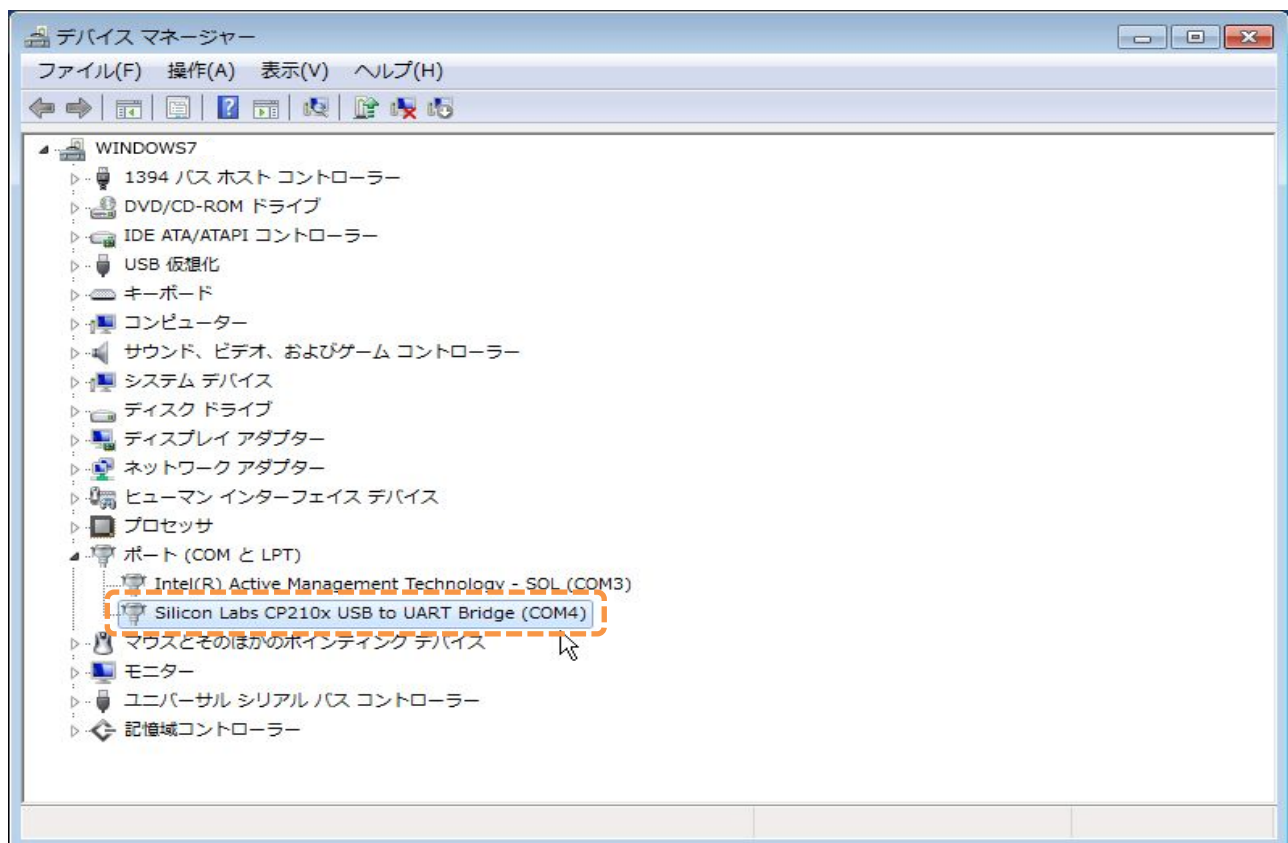 デバイス マネージャー
ファイル(F) 操作(A) 表示(V) ヘルプ(H)
WINDOWS7
1394 バス ホスト コントローラー
DVD/CD-ROM ドライブ
IDE ATA/ATAPI コントローラー
USB 仮想化
キーボード
コンピューター
サウンド、ビデオ、およびゲーム コントローラー
システム デバイス
ディスク ドライブ
ディスプレイ アダプター
ネットワーク アダプター
ヒューマン インターフェイス デバイス
プロセッサ
ポート (COM と LPT)
Intel(R) Active Management Technology - SOL (COM3)
Silicon Labs CP210x USB to UART Bridge (COM4)
マウスとそのほかのポインティング デバイス
モニター
ユニバーサル シリアル バス コントローラー
記憶域コントローラー